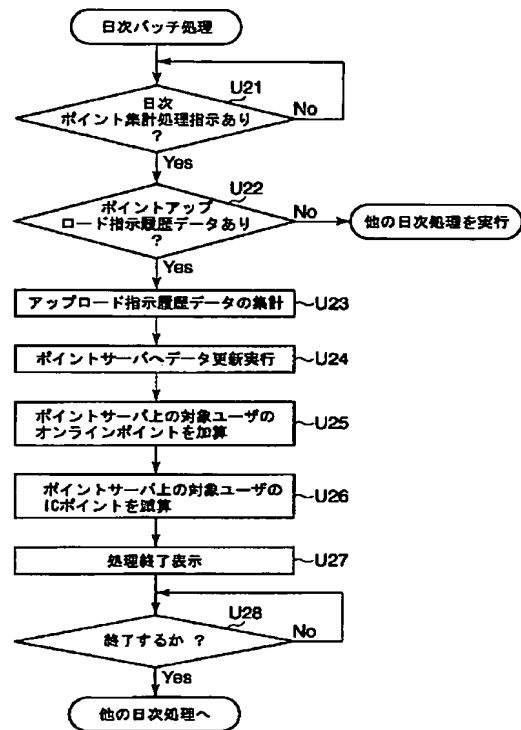 日次バッチ処理
U21
日次
ポイント集計処理指示あり
?
No
Yes
U22
ポイントアップ
ロード指示履歴データあり
?
No
他の日次処理を実行
Yes
アップロード指示履歴データの集計
U23
ポイントサーバへデータ更新実行
U24
ポイントサーバ上の対象ユーザの
オンラインポイントを加算
U25
ポイントサーバ上の対象ユーザの
ICポイントを減算
U26
処理終了表示
U27
U28
終了するか ?
No
Yes
他の日次処理へ